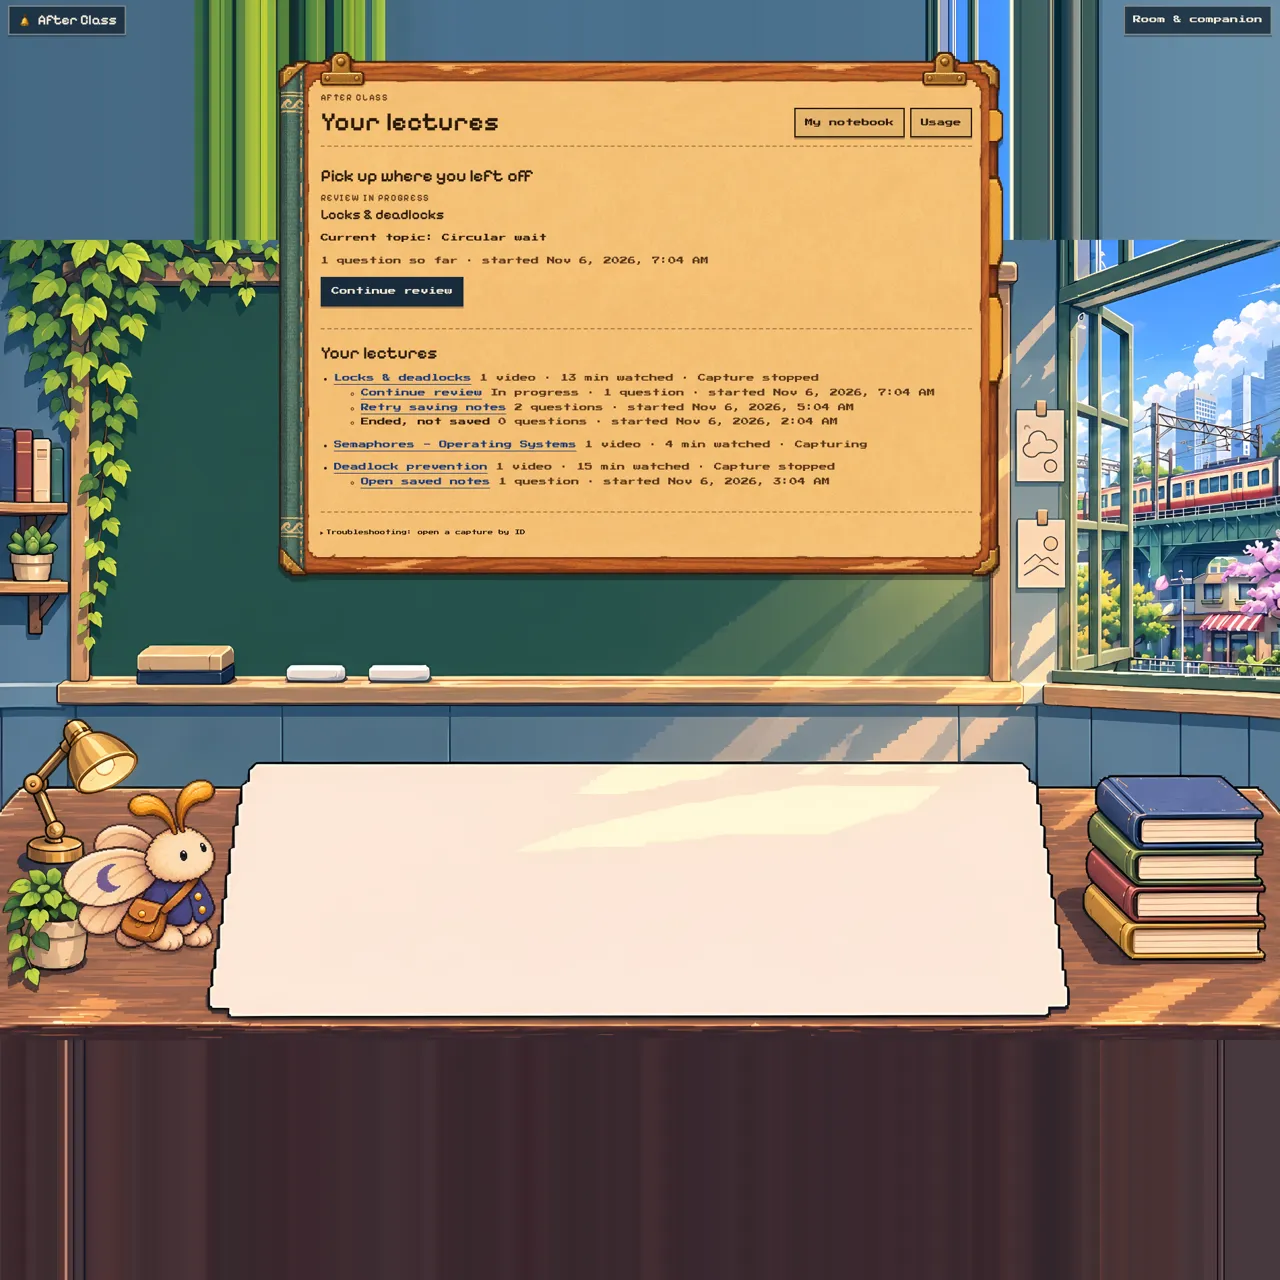 After Class
Room & companion
AFTER CLASS
Your lectures
My notebook
Usage
Pick up where you left off
REVIEW IN PROGRESS
Locks & deadlocks
Current topic: Circular wait
1 question so far · started Nov 6, 2026, 7:04 AM
Continue review
Your lectures
Locks & deadlocks 1 video · 13 min watched · Capture stopped
Continue review In progress · 1 question · started Nov 6, 2026, 7:04 AM
Retry saving notes 2 questions · started Nov 6, 2026, 5:04 AM
Ended, not saved 0 questions · started Nov 6, 2026, 2:04 AM
Semaphores - Operating Systems 1 video · 4 min watched · Capturing
Deadlock prevention 1 video · 15 min watched · Capture stopped
Open saved notes 1 question · started Nov 6, 2026, 3:04 AM
Troubleshooting: open a capture by ID